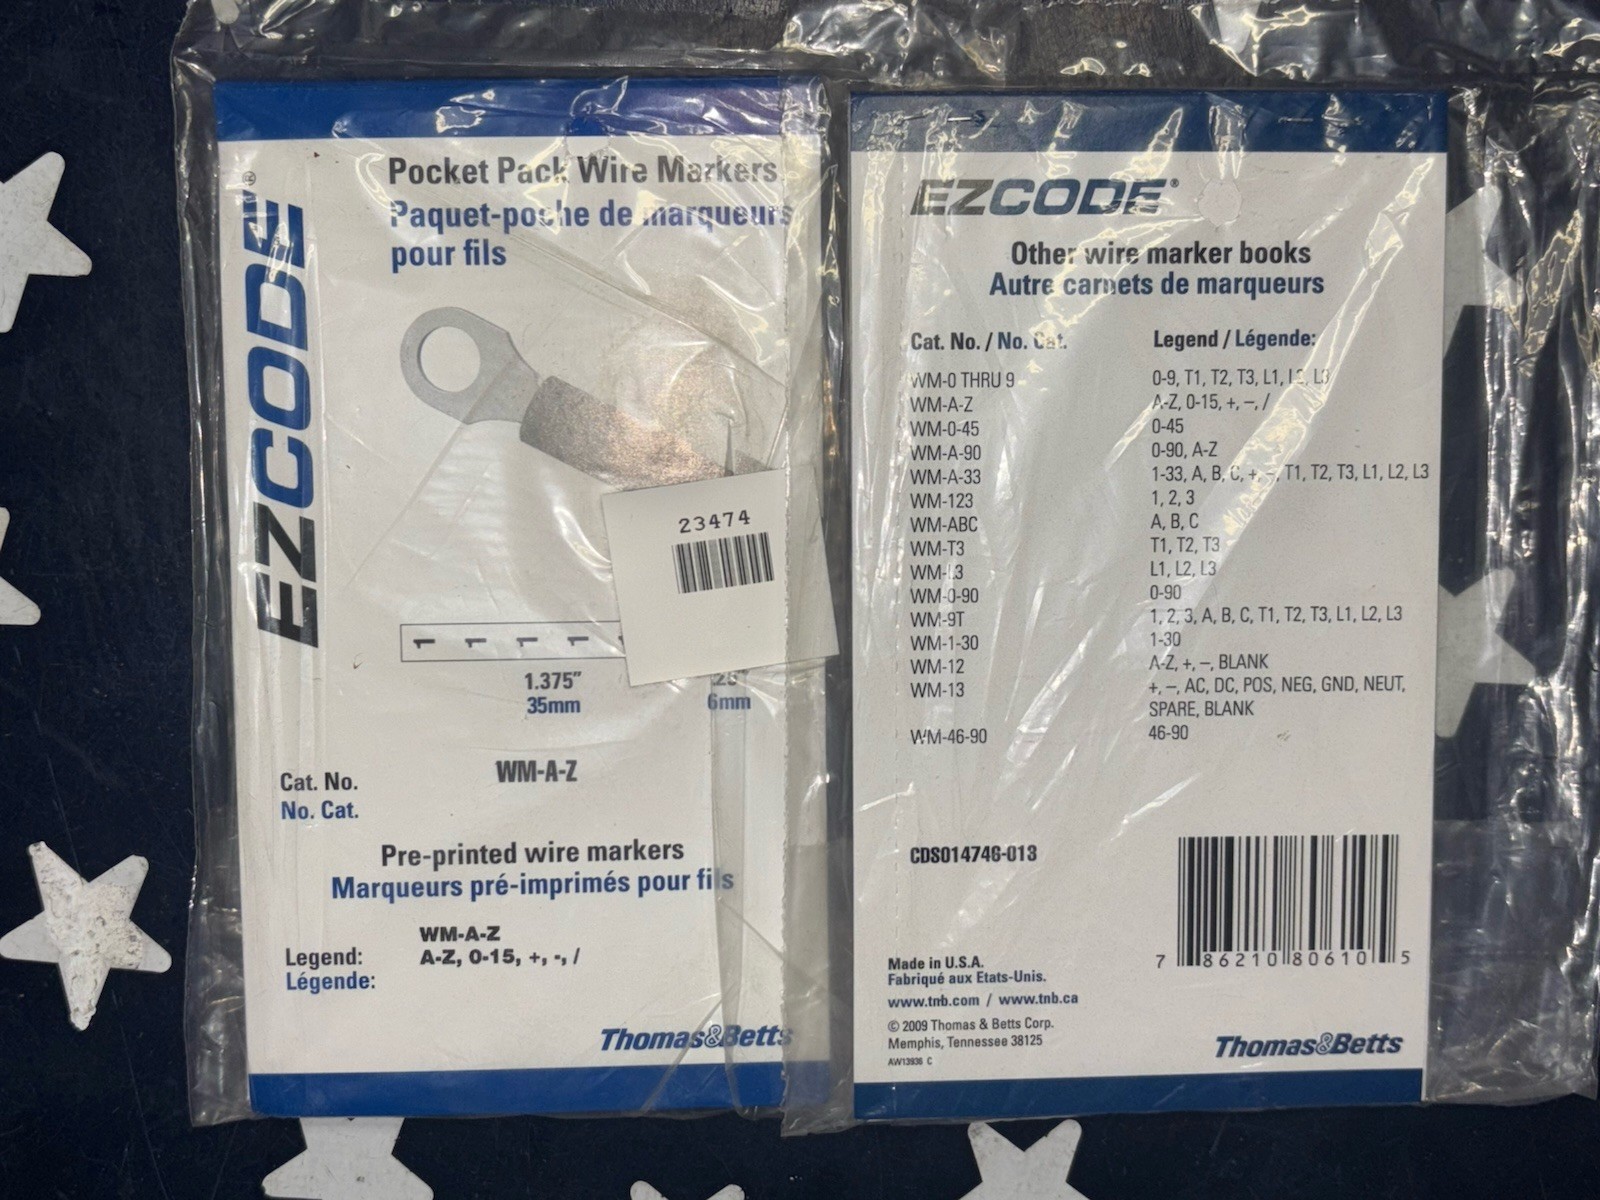 EZCODE®
Pocket Pack Wire Markers
Paquet-poche de marqueurs
pour fils
23474
1 1 1 1
1.375"
35mm
.25"
6mm
Cat. No.
No. Cat.
WM-A-Z
Pre-printed wire markers
Marqueurs pré-imprimés pour fils
WM-A-Z
Legend: A-Z, 0-15, +, -, /
Légende:
Thomas&Betts
EZCODE®
Other wire marker books
Autre carnets de marqueurs
Cat. No. / No. Cat. Legend / Légende:
WM-0 THRU 9 0-9, T1, T2, T3, L1, L2, L3
WM-A-Z A-Z, 0-15, +, –, /
WM-0-45 0-45
WM-A-90 0-90, A-Z
WM-A-33 1-33, A, B, C, +, –, T1, T2, T3, L1, L2, L3
WM-123 1, 2, 3
WM-ABC A, B, C
WM-T3 T1, T2, T3
WM-L3 L1, L2, L3
WM-0-90 0-90
WM-9T 1, 2, 3, A, B, C, T1, T2, T3, L1, L2, L3
WM-1-30 1-30
WM-12 A-Z, +, –, BLANK
WM-13 +, –, AC, DC, POS, NEG, GND, NEUT,
SPARE, BLANK
WM-46-90 46-90
CDS014746-013
7 86210 80610 5
Made in U.S.A.
Fabriqué aux Etats-Unis.
www.tnb.com / www.tnb.ca
© 2009 Thomas & Betts Corp.
Memphis, Tennessee 38125
AW13936 C
Thomas&Betts